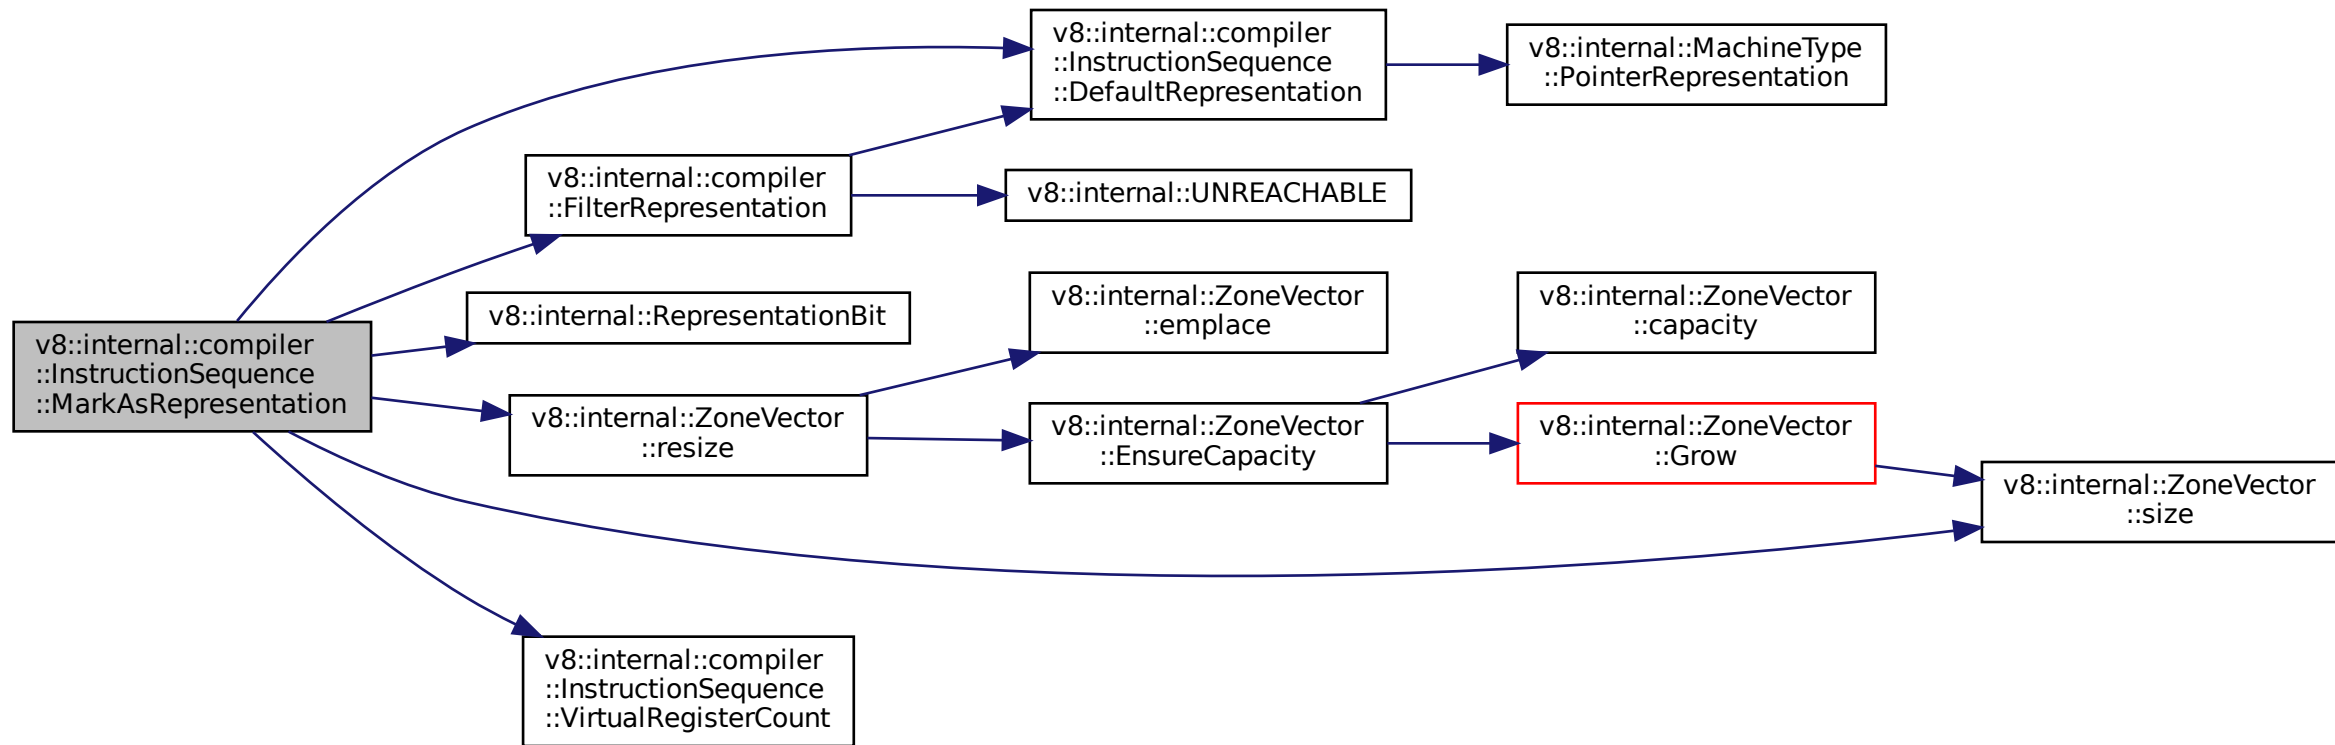 v8::internal::compiler
::InstructionSequence
::MarkAsRepresentation
v8::internal::compiler
::InstructionSequence
::DefaultRepresentation
v8::internal::MachineType
::PointerRepresentation
v8::internal::compiler
::FilterRepresentation
v8::internal::UNREACHABLE
v8::internal::RepresentationBit
v8::internal::ZoneVector
::resize
v8::internal::ZoneVector
::emplace
v8::internal::ZoneVector
::EnsureCapacity
v8::internal::ZoneVector
::capacity
v8::internal::ZoneVector
::Grow
v8::internal::ZoneVector
::size
v8::internal::compiler
::InstructionSequence
::VirtualRegisterCount